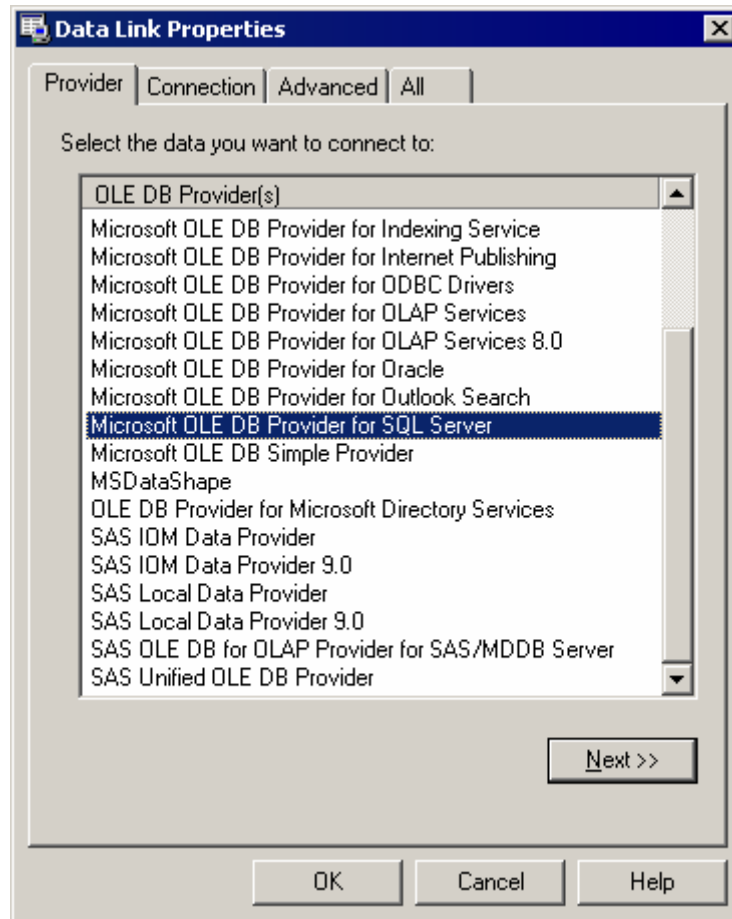 Data Link Properties
Provider Connection Advanced All
Select the data you want to connect to:
OLE DB Provider(s)
Microsoft OLE DB Provider for Indexing Service
Microsoft OLE DB Provider for Internet Publishing
Microsoft OLE DB Provider for ODBC Drivers
Microsoft OLE DB Provider for OLAP Services
Microsoft OLE DB Provider for OLAP Services 8.0
Microsoft OLE DB Provider for Oracle
Microsoft OLE DB Provider for Outlook Search
Microsoft OLE DB Provider for SQL Server
Microsoft OLE DB Simple Provider
MSDataShape
OLE DB Provider for Microsoft Directory Services
SAS IOM Data Provider
SAS IOM Data Provider 9.0
SAS Local Data Provider
SAS Local Data Provider 9.0
SAS OLE DB for OLAP Provider for SAS/MDDB Server
SAS Unified OLE DB Provider
Next >>
OK Cancel Help